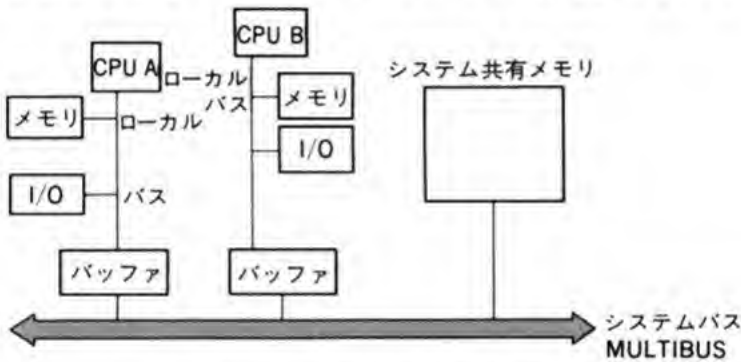 CPU A
ローカル
バス
メモリ
I/O
バッファ
CPU B
ローカル
バス
メモリ
I/O
バッファ
システム共有メモリ
システムバス
MULTIBUS